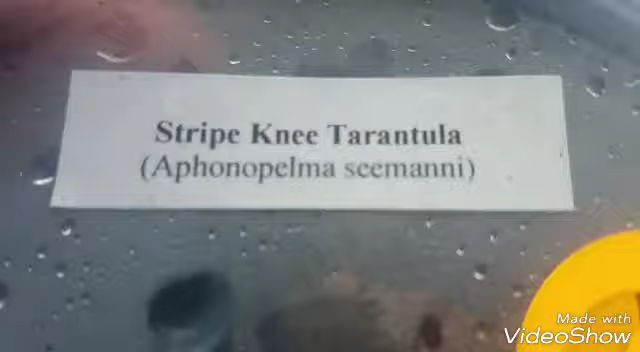 Stripe Knee Tarantula
(Aphonopelma seemanni)
Made with
VideoShow